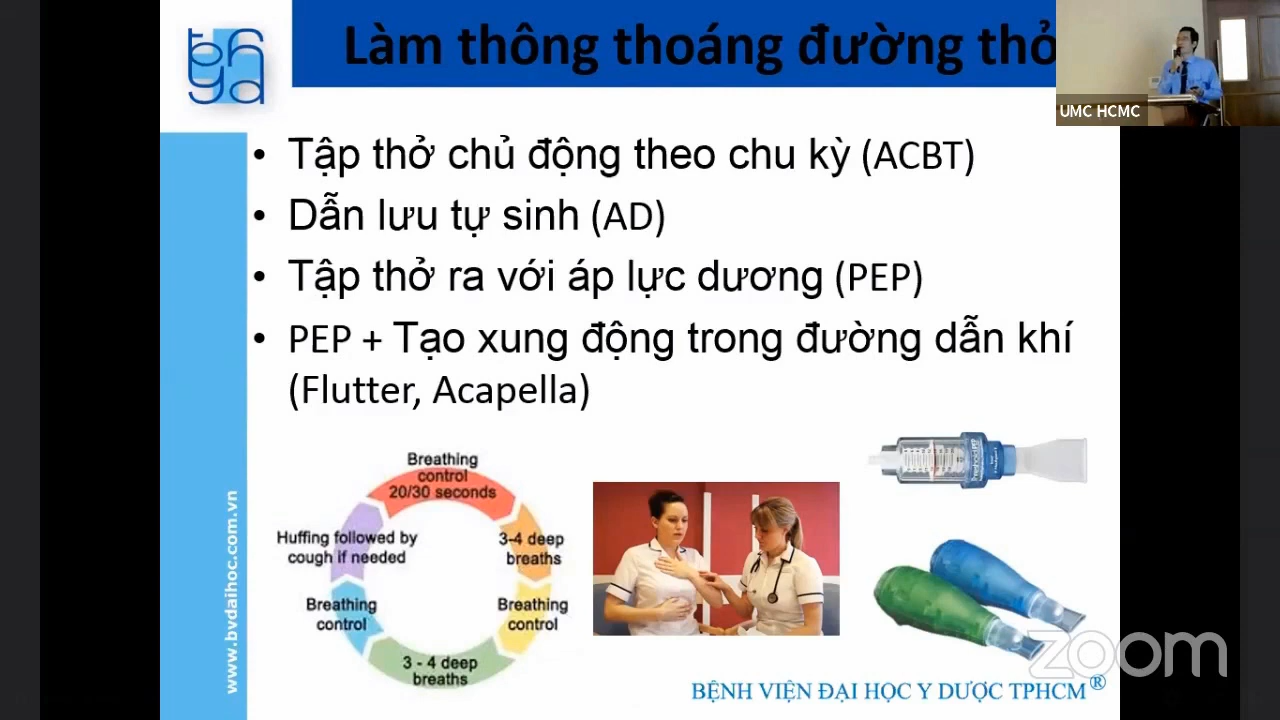 Làm thông thoáng đường thở
UMC HCMC
• Tập thở chủ động theo chu kỳ (ACBT)
• Dẫn lưu tự sinh (AD)
• Tập thở ra với áp lực dương (PEP)
• PEP + Tạo xung động trong đường dẫn khí
(Flutter, Acapella)
Breathing
control
20/30 seconds
3-4 deep
breaths
Breathing
control
3 - 4 deep
breaths
Breathing
control
Huffing followed by
cough if needed
www.bvdaihoc.com.vn
zoom
BỆNH VIỆN ĐẠI HỌC Y DƯỢC TPHCM®